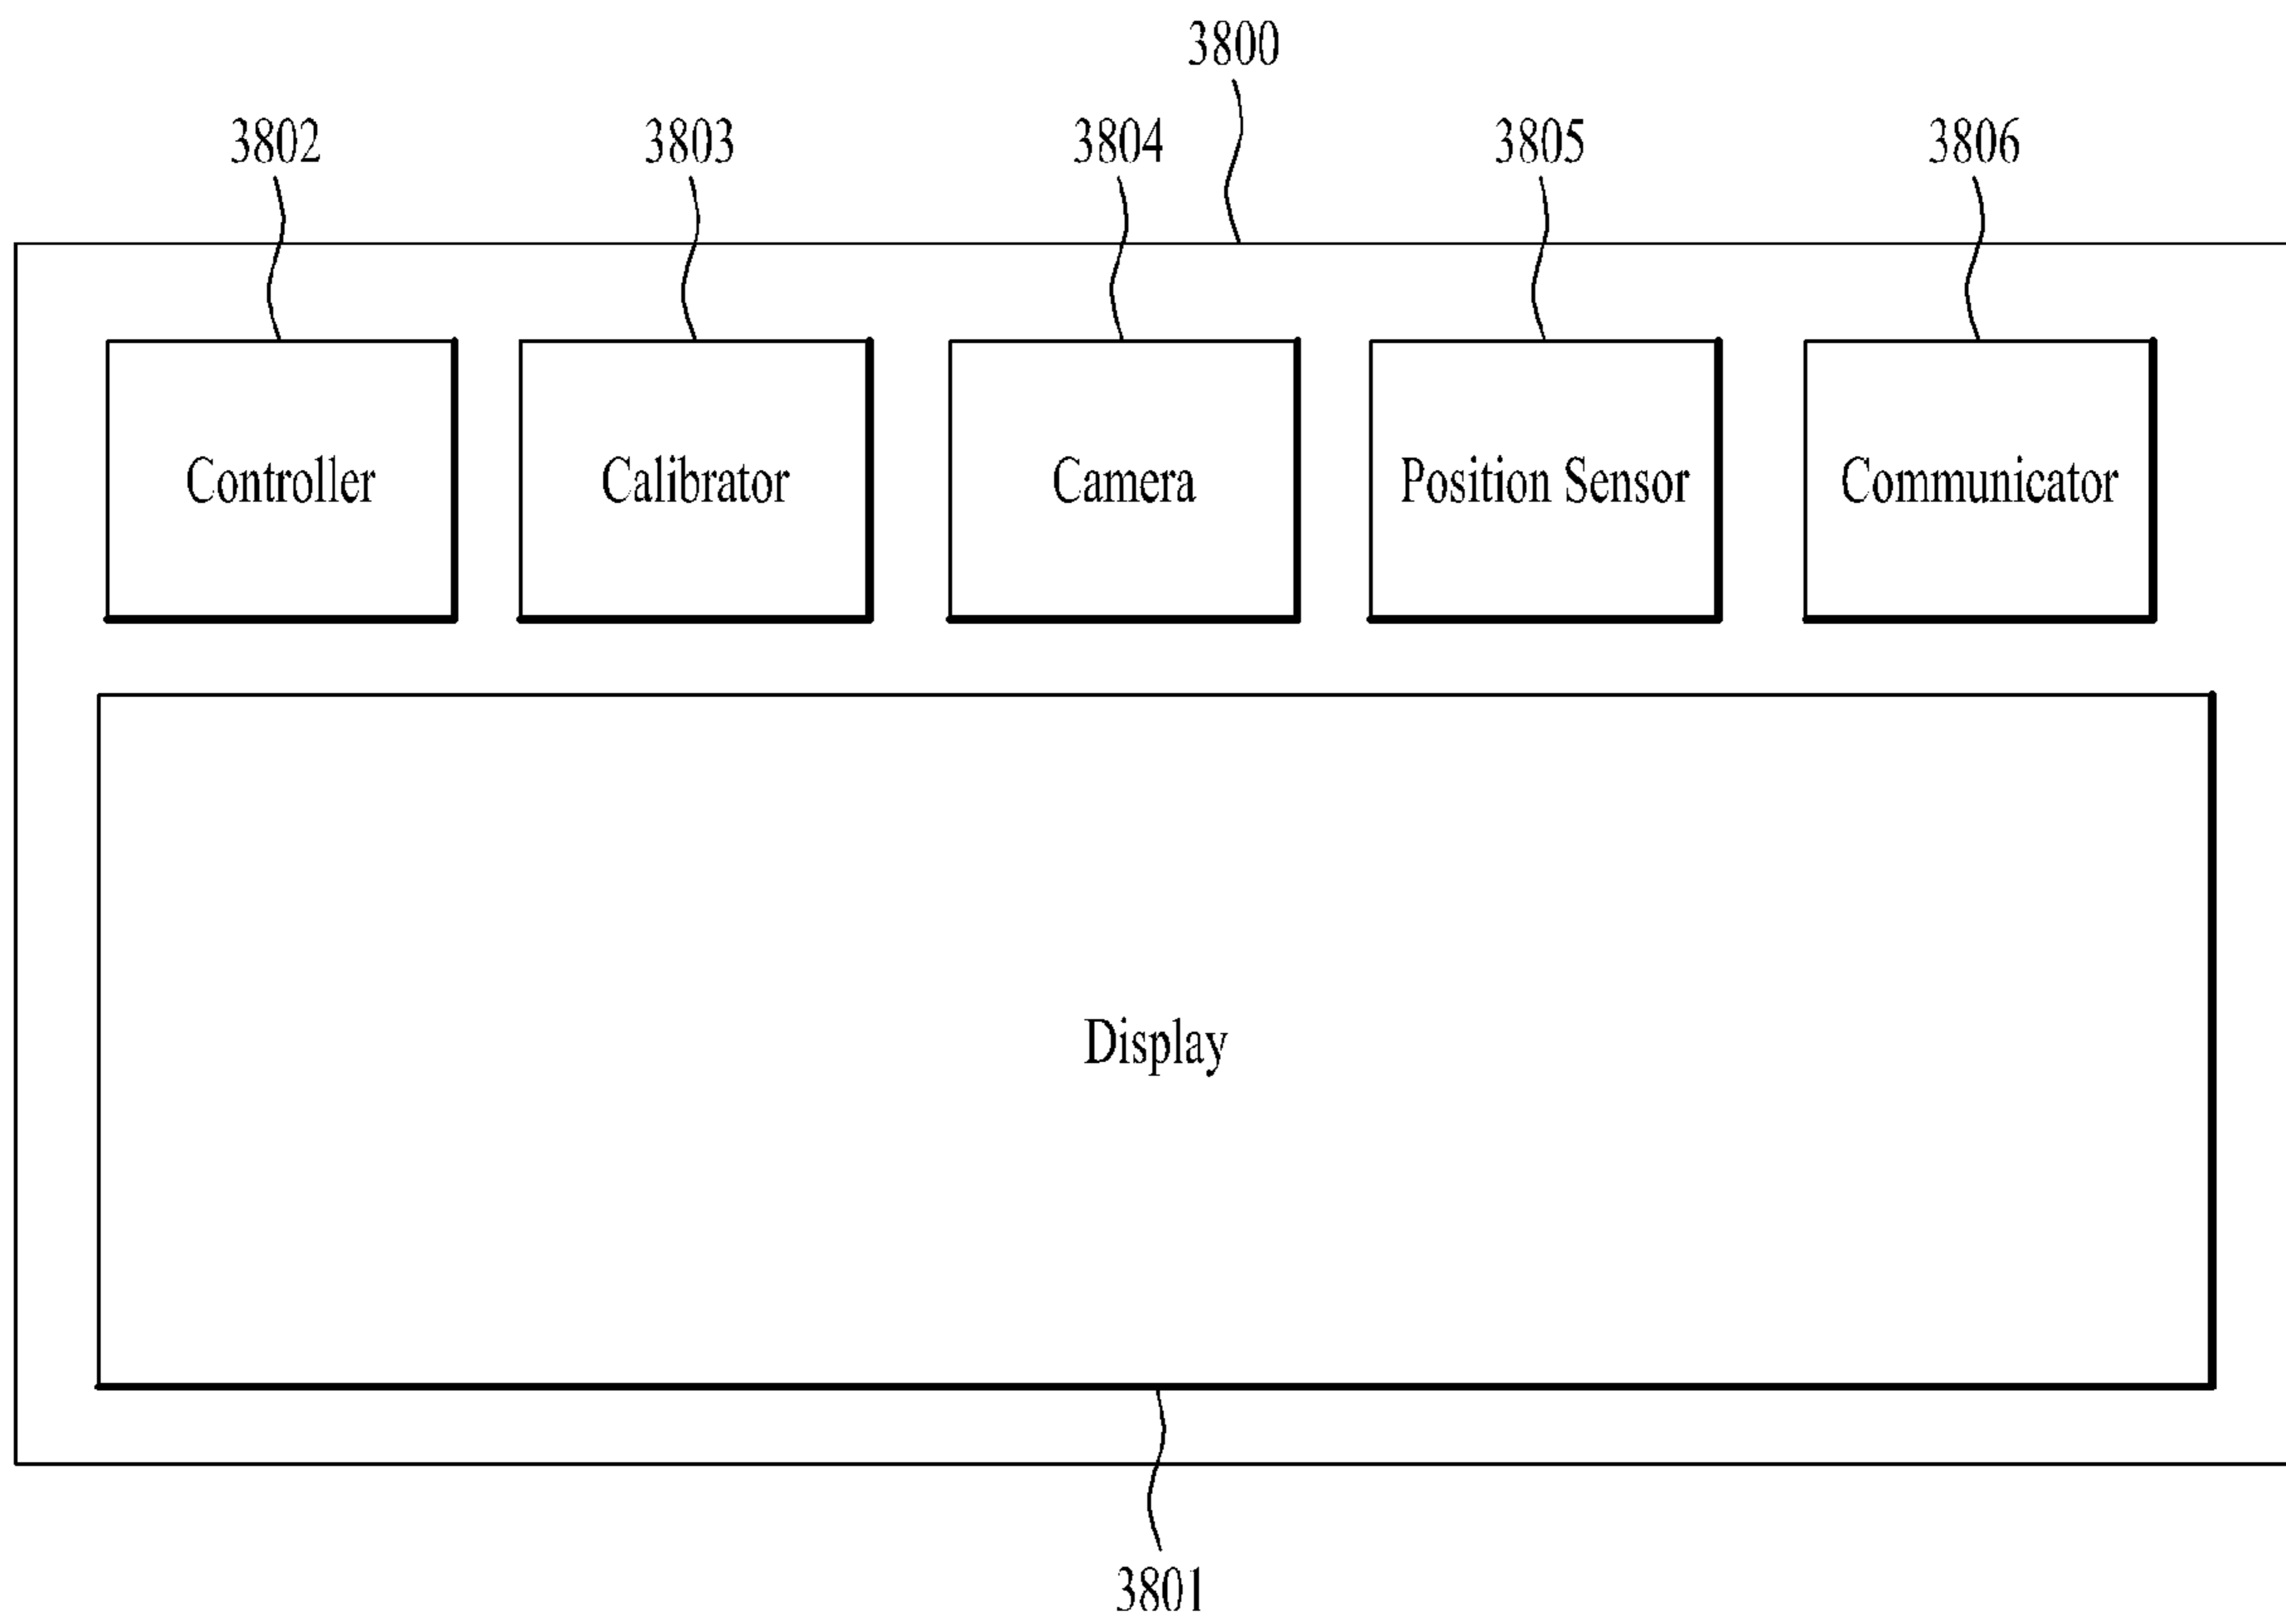 3800
3802 3803 3804 3805 3806
Controller Calibrator Camera Position Sensor Communicator
Display
3801